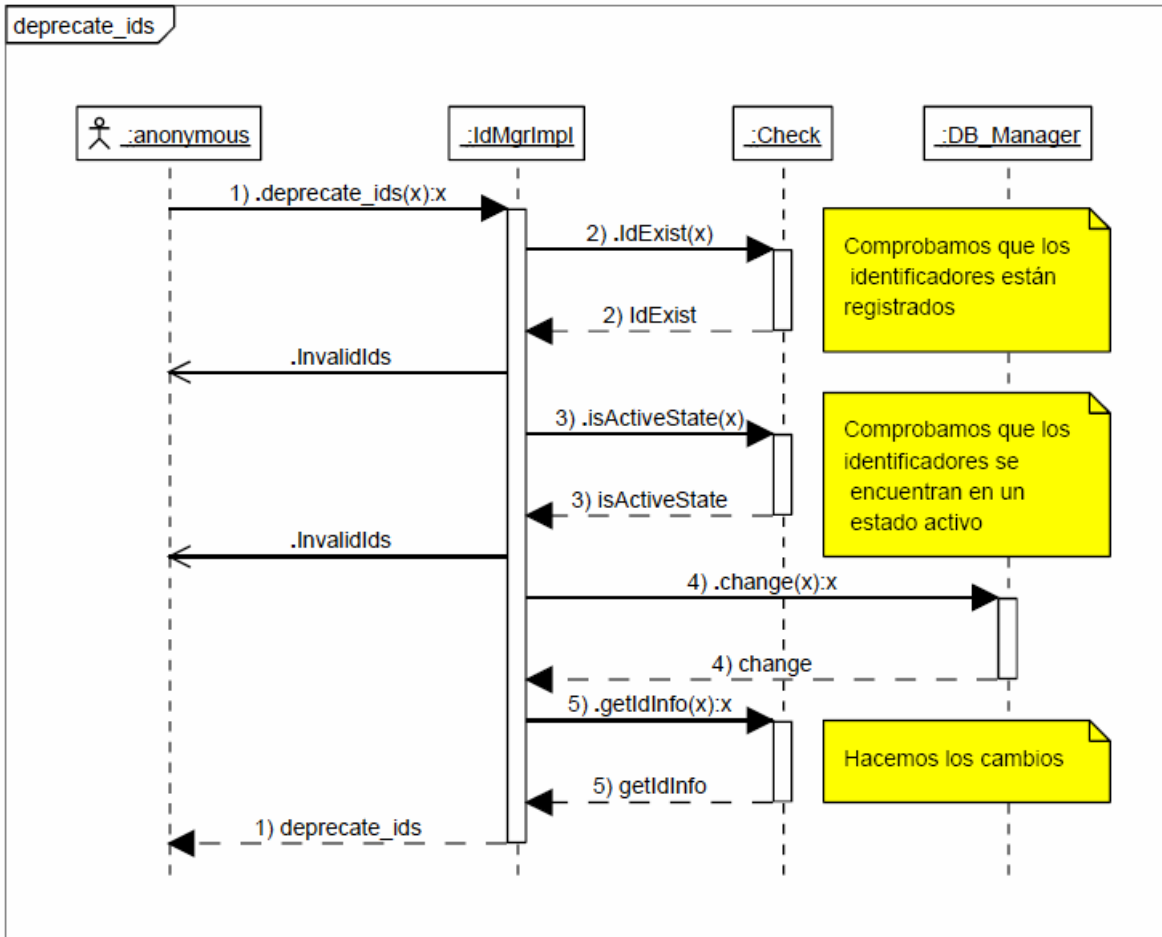 deprecate_ids
:anonymous
:IdMgrImpl
:Check
:DB_Manager
1) .deprecate_ids(x):x
2) .IdExist(x)
Comprobamos que los
identificadores están
registrados
2) IdExist
.InvalidIds
3) .isActiveState(x)
Comprobamos que los
identificadores se
encuentran en un
estado activo
3) isActiveState
.InvalidIds
4) .change(x):x
4) change
5) .getIdInfo(x):x
Hacemos los cambios
5) getIdInfo
1) deprecate_ids